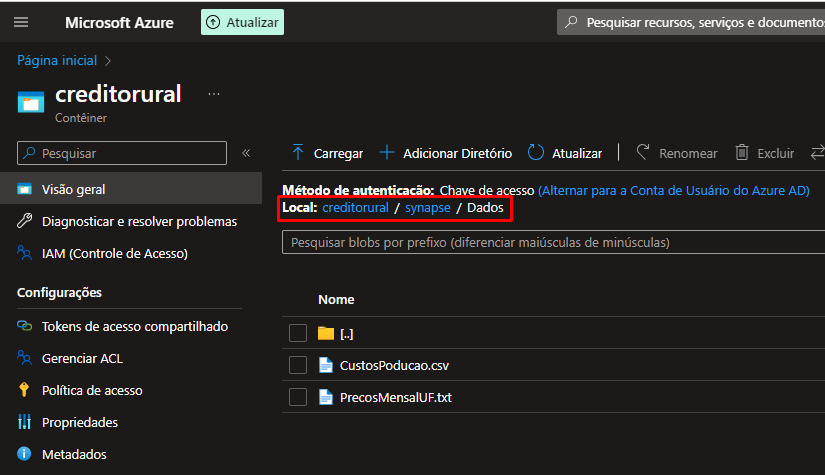 Microsoft Azure
Atualizar
Pesquisar recursos, serviços e documentos
Página inicial >
creditorural ...
Contêiner
Pesquisar «
Visão geral
Diagnosticar e resolver problemas
IAM (Controle de Acesso)
Configurações
Tokens de acesso compartilhado
Gerenciar ACL
Política de acesso
Propriedades
Metadados
Carregar
Adicionar Diretório
Atualizar
Renomear
Excluir
Método de autenticação: Chave de acesso (Alternar para a Conta de Usuário do Azure AD)
Local: creditorural / synapse / Dados
Pesquisar blobs por prefixo (diferenciar maiúsculas de minúsculas)
Nome
[..]
CustosPoducao.csv
PrecosMensalUF.txt